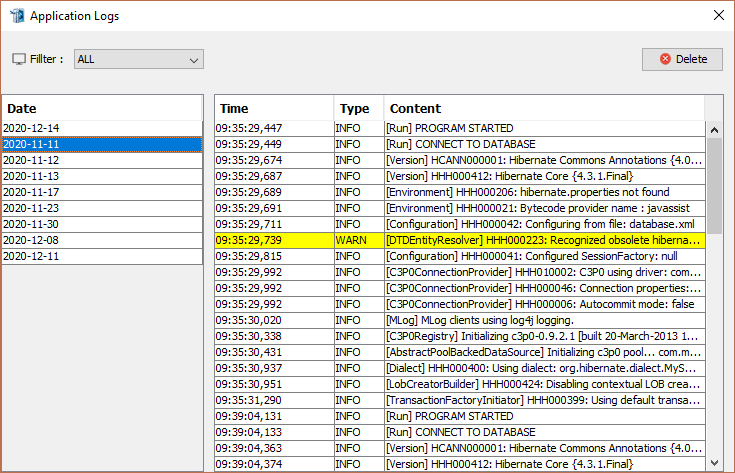 Application Logs
Fillter :
ALL
Delete
Date
2020-12-14
2020-11-11
2020-11-12
2020-11-13
2020-11-17
2020-11-23
2020-11-30
2020-12-08
2020-12-11
Time Type Content
09:35:29,447 INFO [Run] PROGRAM STARTED
09:35:29,449 INFO [Run] CONNECT TO DATABASE
09:35:29,674 INFO [Version] HCANN000001: Hibernate Commons Annotations {4.0...
09:35:29,687 INFO [Version] HHH000412: Hibernate Core {4.3.1.Final}
09:35:29,689 INFO [Environment] HHH000206: hibernate.properties not found
09:35:29,691 INFO [Environment] HHH000021: Bytecode provider name : javassist
09:35:29,711 INFO [Configuration] HHH000042: Configuring from file: database.xml
09:35:29,739 WARN [DTDEntityResolver] HHH000223: Recognized obsolete hiberna...
09:35:29,815 INFO [Configuration] HHH000041: Configured SessionFactory: null
09:35:29,992 INFO [C3P0ConnectionProvider] HHH010002: C3P0 using driver: com...
09:35:29,992 INFO [C3P0ConnectionProvider] HHH000046: Connection properties:...
09:35:29,992 INFO [C3P0ConnectionProvider] HHH000006: Autocommit mode: false
09:35:30,020 INFO [MLog] MLog clients using log4j logging.
09:35:30,338 INFO [C3P0Registry] Initializing c3p0-0.9.2.1 [built 20-March-2013 1...
09:35:30,431 INFO [AbstractPoolBackedDataSource] Initializing c3p0 pool... com.m...
09:35:30,937 INFO [Dialect] HHH000400: Using dialect: org.hibernate.dialect.MyS...
09:35:30,951 INFO [LobCreatorBuilder] HHH000424: Disabling contextual LOB crea...
09:35:31,290 INFO [TransactionFactoryInitiator] HHH000399: Using default transa...
09:39:04,131 INFO [Run] PROGRAM STARTED
09:39:04,133 INFO [Run] CONNECT TO DATABASE
09:39:04,363 INFO [Version] HCANN000001: Hibernate Commons Annotations {4.0...
09:39:04,374 INFO [Version] HHH000412: Hibernate Core {4.3.1.Final}